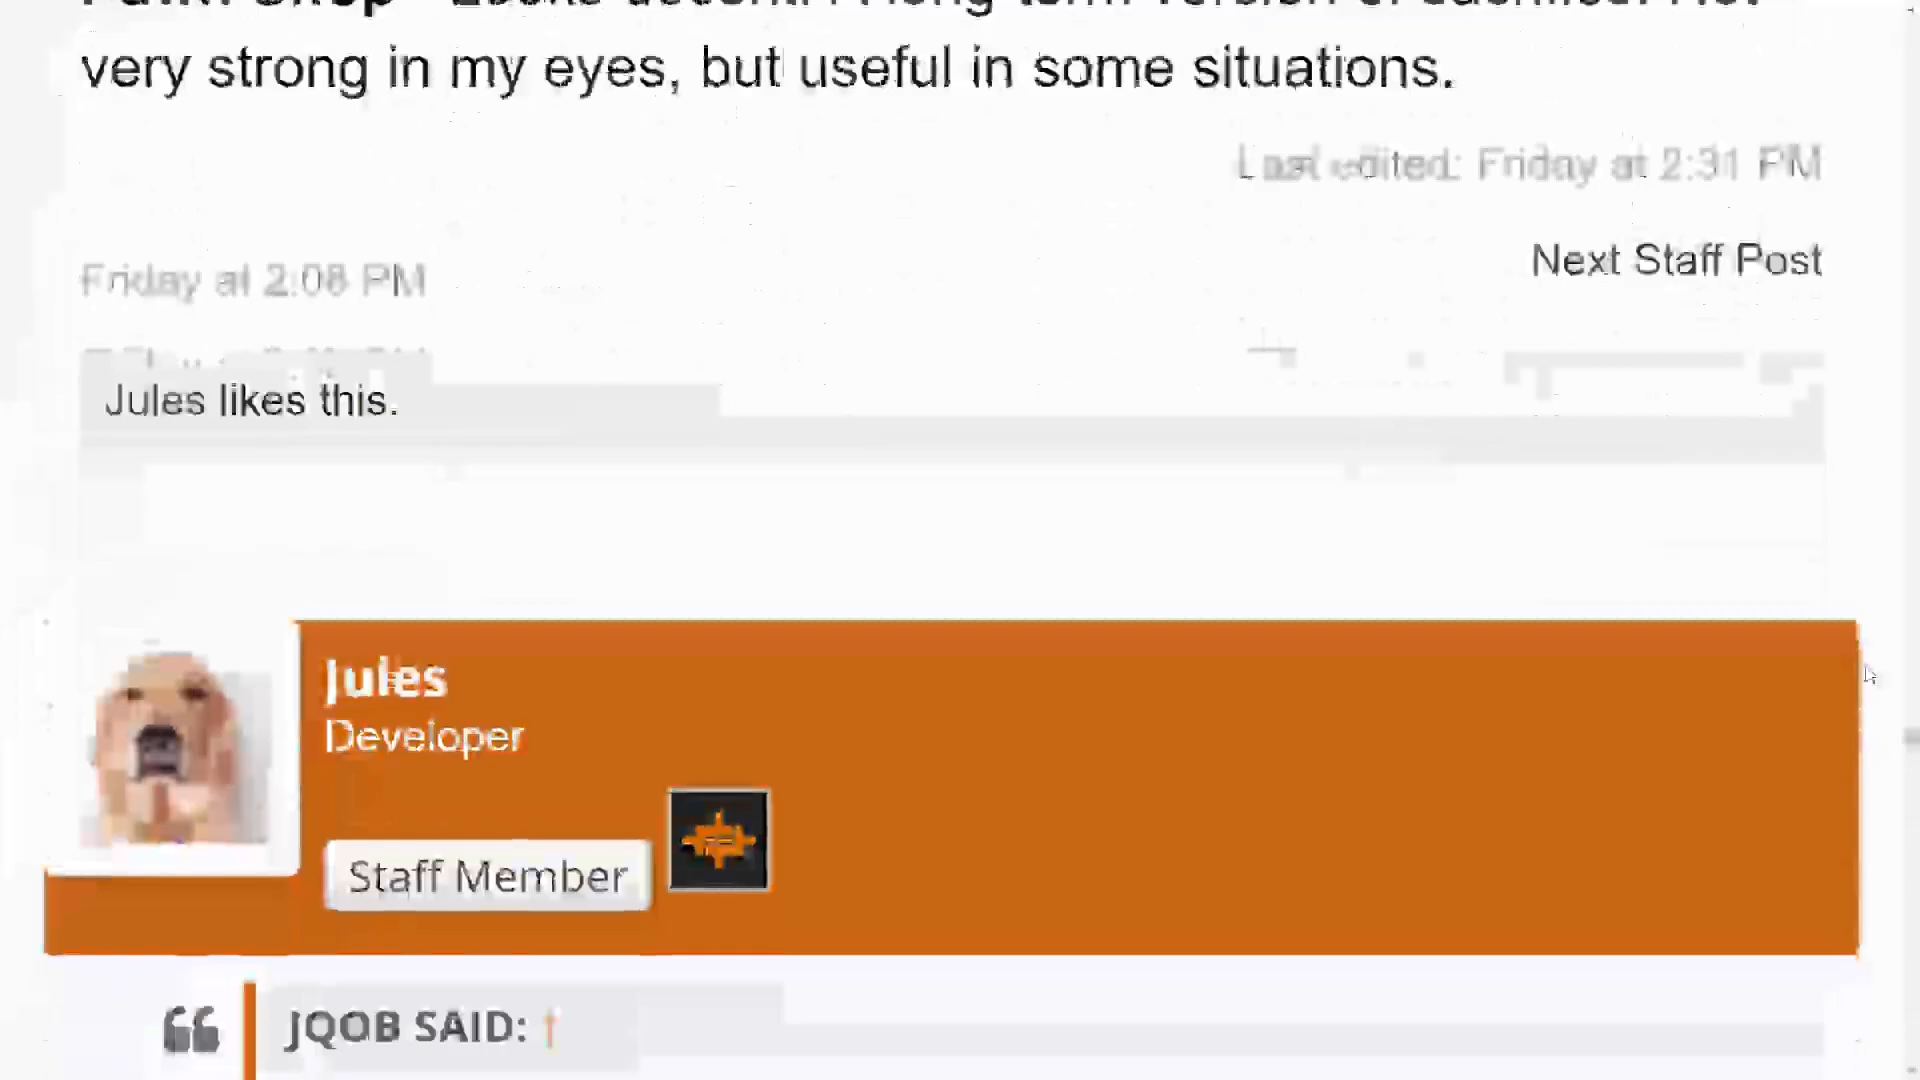 very strong in my eyes, but useful in some situations.
Last edited: Friday at 2:31 PM
Next Staff Post
Friday at 2:08 PM
Jules likes this.
Jules
Developer
Staff Member
JQOB SAID: ↑